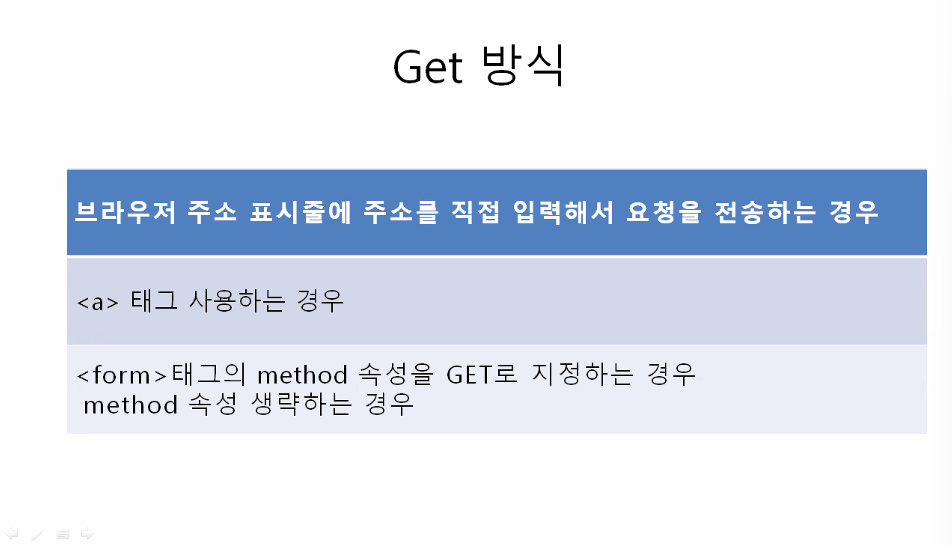 Get 방식
브라우저 주소 표시줄에 주소를 직접 입력해서 요청을 전송하는 경우
<a> 태그 사용하는 경우
<form>태그의 method 속성을 GET로 지정하는 경우
method 속성 생략하는 경우